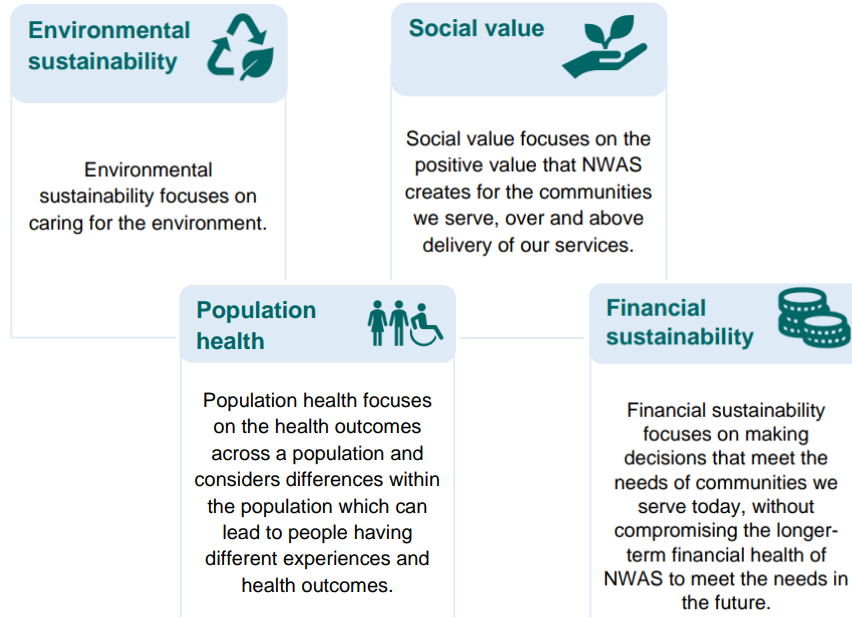 Environmental
sustainability
Environmental
sustainability focuses on
caring for the environment.
Social value
Social value focuses on the
positive value that NWAS
creates for the communities
we serve, over and above
delivery of our services.
Population
health
Population health focuses
on the health outcomes
across a population and
considers differences within
the population which can
lead to people having
different experiences and
health outcomes.
Financial
sustainability
Financial sustainability
focuses on making
decisions that meet the
needs of communities we
serve today, without
compromising the longer-
term financial health of
NWAS to meet the needs in
the future.